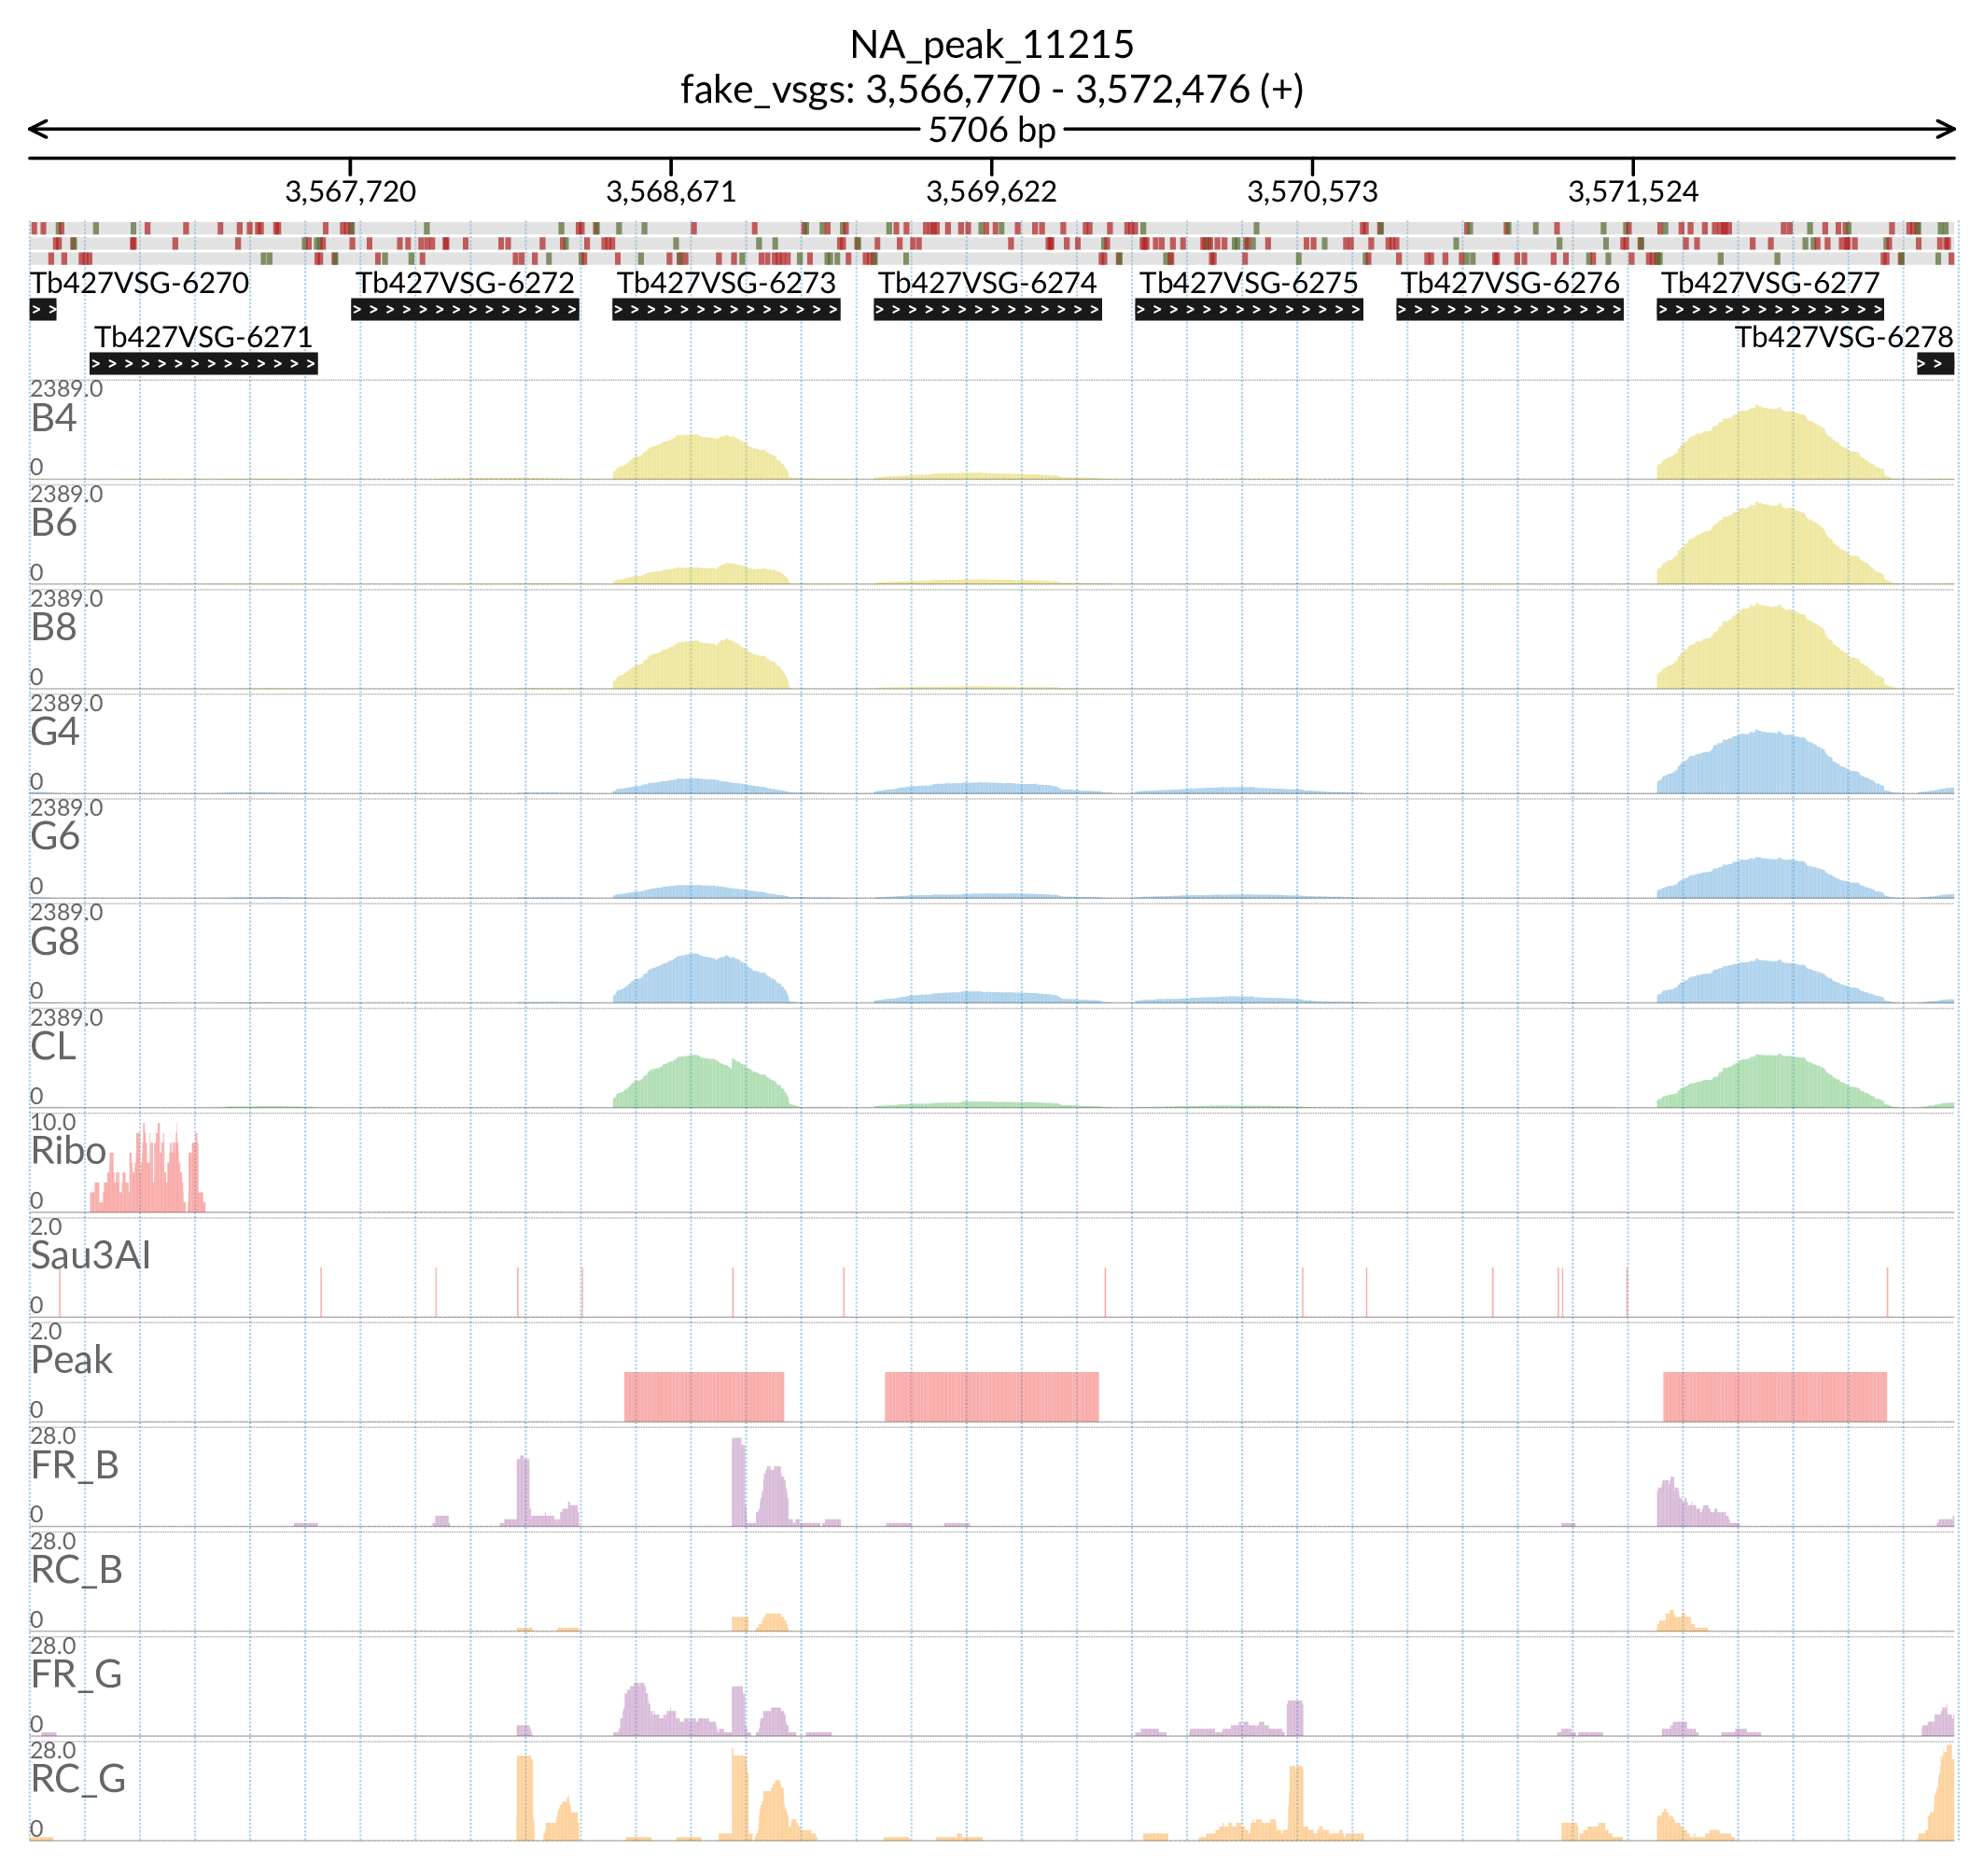 NA_peak_11215
fake_vsgs: 3,566,770 - 3,572,476 (+)
5706 bp
3,567,720 3,568,671 3,569,622 3,570,573 3,571,524
Tb427VSG-6270 Tb427VSG-6272 Tb427VSG-6273 Tb427VSG-6274 Tb427VSG-6275 Tb427VSG-6276 Tb427VSG-6277
Tb427VSG-6271 Tb427VSG-6278
2389.0
B4
0
2389.0
B6
0
2389.0
B8
0
2389.0
G4
0
2389.0
G6
0
2389.0
G8
0
2389.0
CL
0
10.0
Ribo
0
2.0
Sau3AI
0
2.0
Peak
0
28.0
FR_B
0
28.0
RC_B
0
28.0
FR_G
0
28.0
RC_G
0